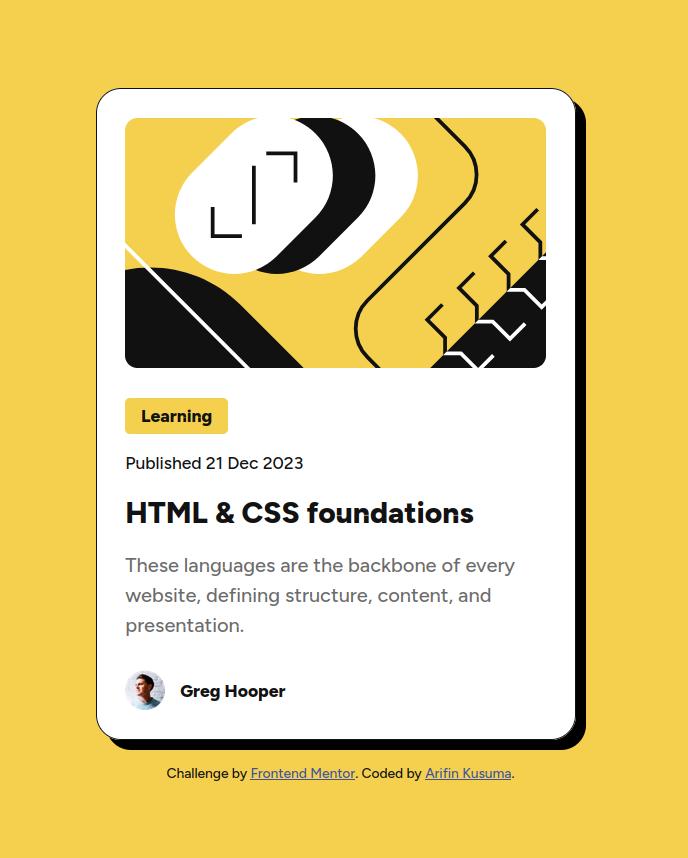 Learning
Published 21 Dec 2023
HTML & CSS foundations
These languages are the backbone of every
website, defining structure, content, and
presentation.
Greg Hooper
Challenge by Frontend Mentor. Coded by Arifin Kusuma.